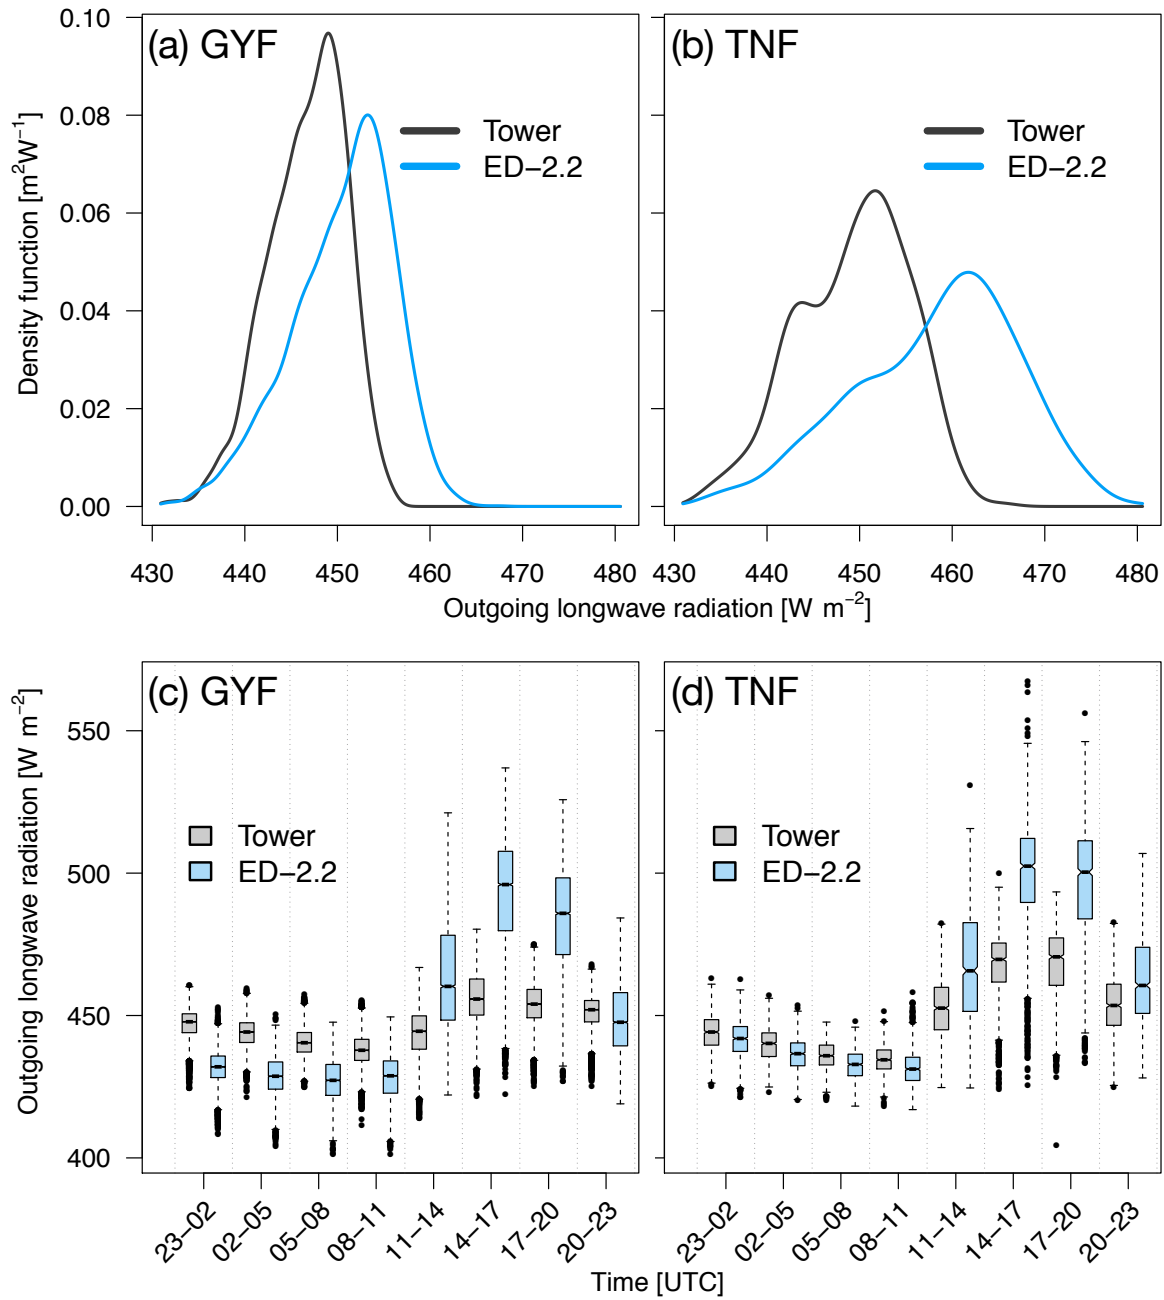 (a) GYF
(b) TNF
Tower
ED−2.2
Tower
ED−2.2
Density function [m²W⁻¹]
0.10
0.08
0.06
0.04
0.02
0.00
430 440 450 460 470 480
430 440 450 460 470 480
Outgoing longwave radiation [W m⁻²]
(c) GYF
(d) TNF
Tower
ED−2.2
Tower
ED−2.2
Outgoing longwave radiation [W m⁻²]
550
500
450
400
23−02 02−05 05−08 08−11 11−14 14−17 17−20 20−23
23−02 02−05 05−08 08−11 11−14 14−17 17−20 20−23
Time [UTC]